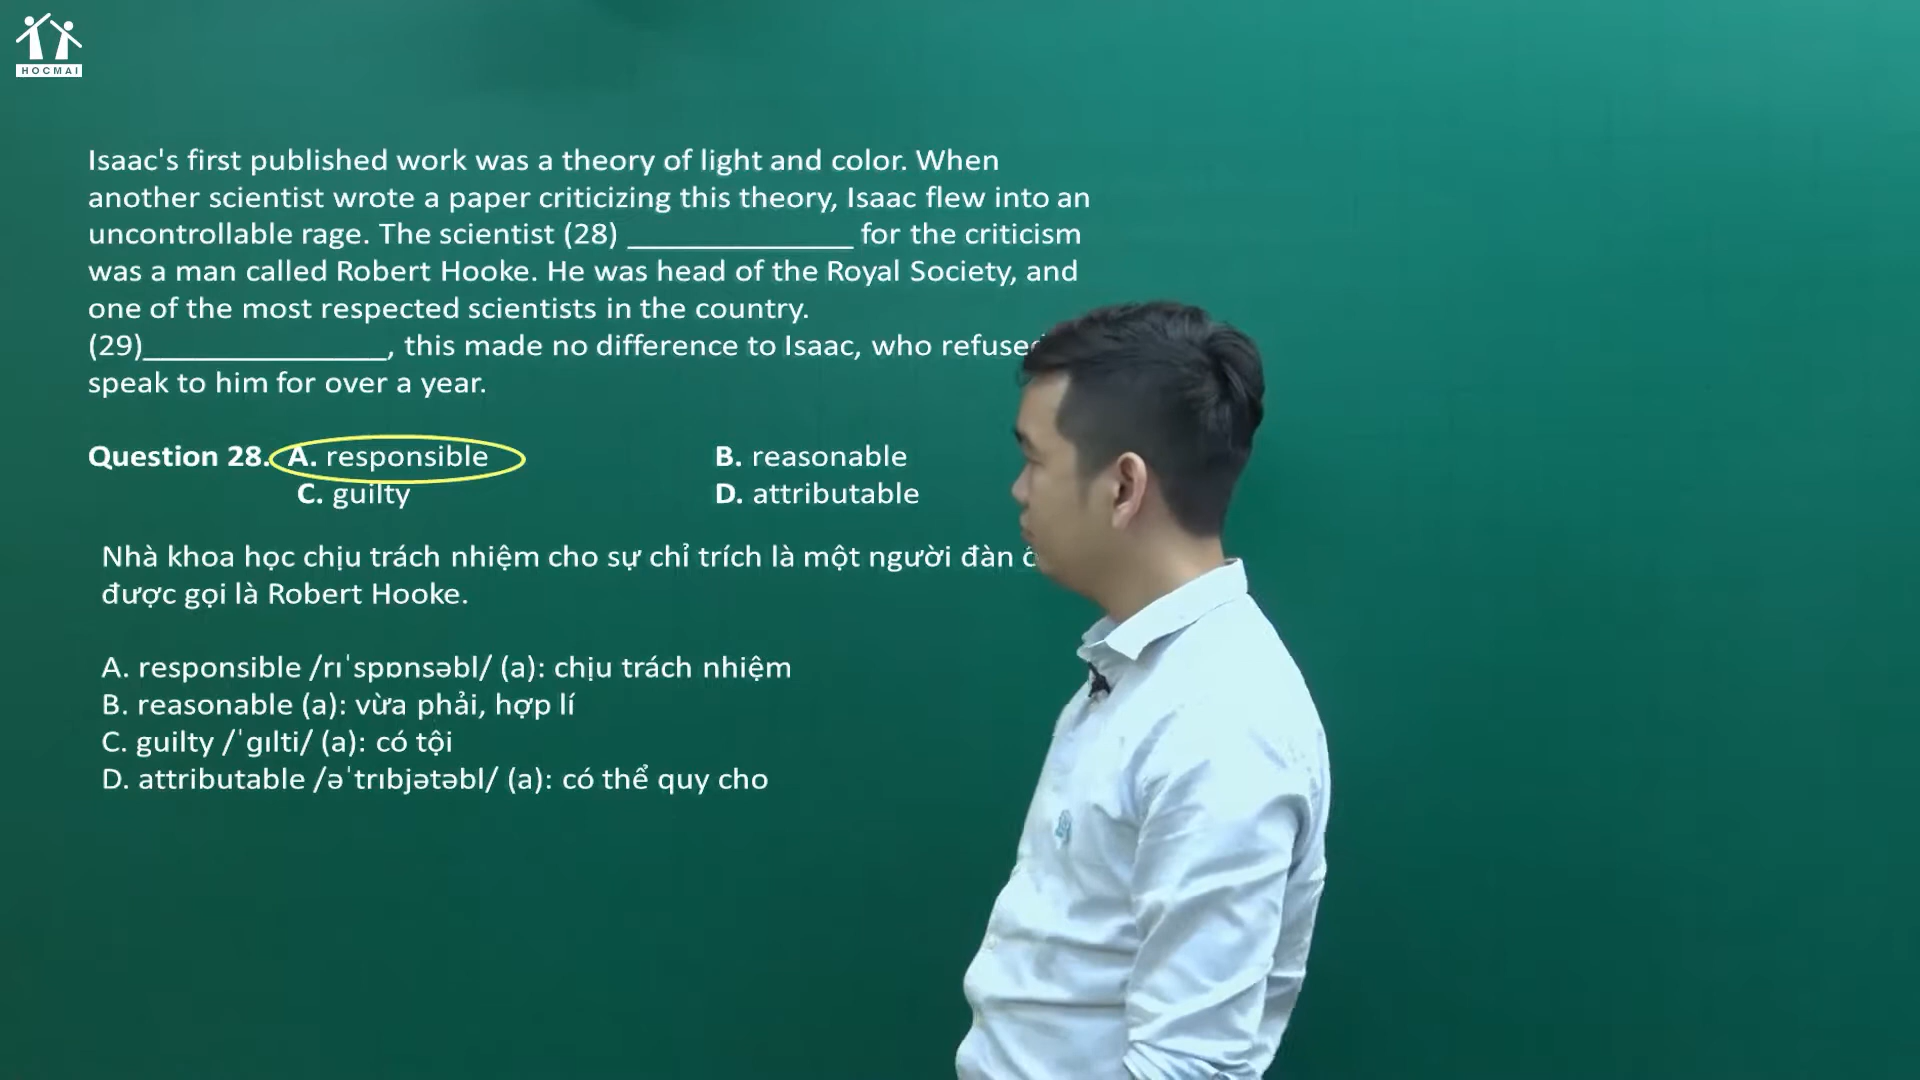 HOCMAI
Isaac's first published work was a theory of light and color. When
another scientist wrote a paper criticizing this theory, Isaac flew into an
uncontrollable rage. The scientist (28) _______________ for the criticism
was a man called Robert Hooke. He was head of the Royal Society, and
one of the most respected scientists in the country.
(29)________________, this made no difference to Isaac, who refused
speak to him for over a year.
Question 28. A. responsible B. reasonable
C. guilty D. attributable
Nhà khoa học chịu trách nhiệm cho sự chỉ trích là một người đàn
được gọi là Robert Hooke.
A. responsible /rɪˈspɒnsəbl/ (a): chịu trách nhiệm
B. reasonable (a): vừa phải, hợp lí
C. guilty /ˈɡɪlti/ (a): có tội
D. attributable /əˈtrɪbjətəbl/ (a): có thể quy cho